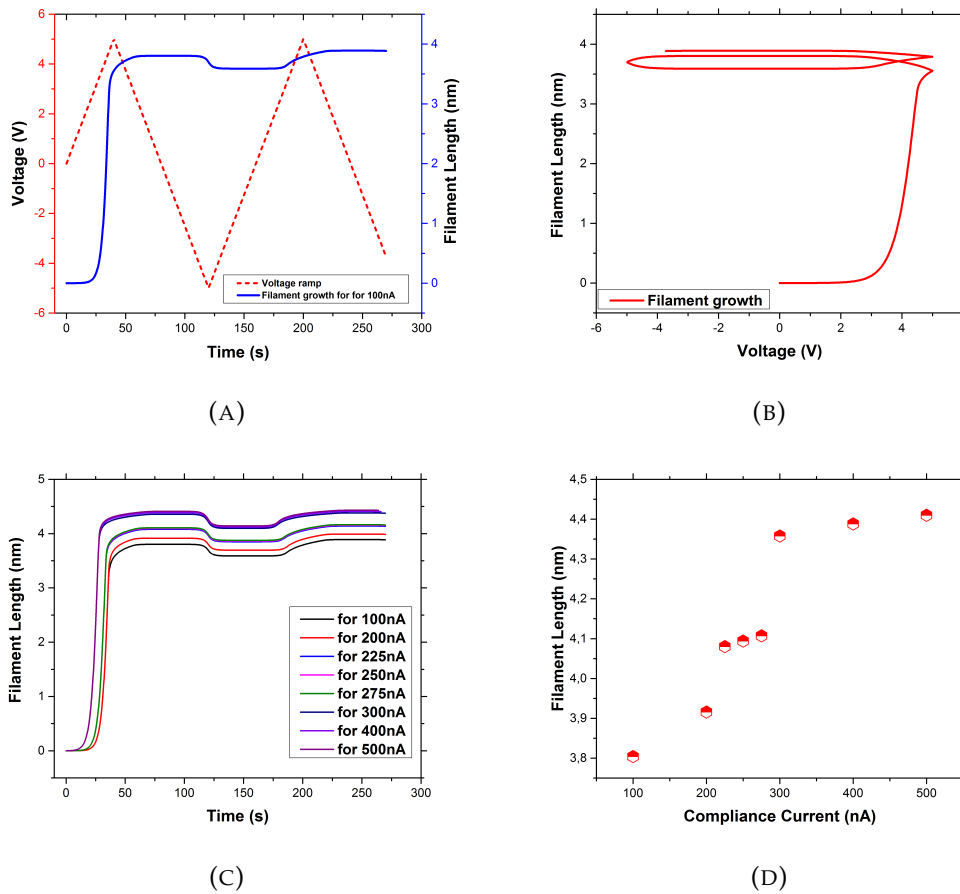 6
4
2
0
-2
-4
-6
Voltage (V)
0 50 100 150 200 250 300
Time (s)
4
3
2
1
0
Filament Length (nm)
Voltage ramp
Filament growth for for 100nA
(A)
5
4
3
2
1
0
Filament Length (nm)
-6 -4 -2 0 2 4
Voltage (V)
Filament growth
(B)
5
4
3
2
1
0
Filament Length (nm)
0 50 100 150 200 250 300
Time (s)
for 100nA
for 200nA
for 225nA
for 250nA
for 275nA
for 300nA
for 400nA
for 500nA
(C)
4,5
4,4
4,3
4,2
4,1
4,0
3,9
3,8
Filament Length (nm)
100 200 300 400 500
Compliance Current (nA)
(D)